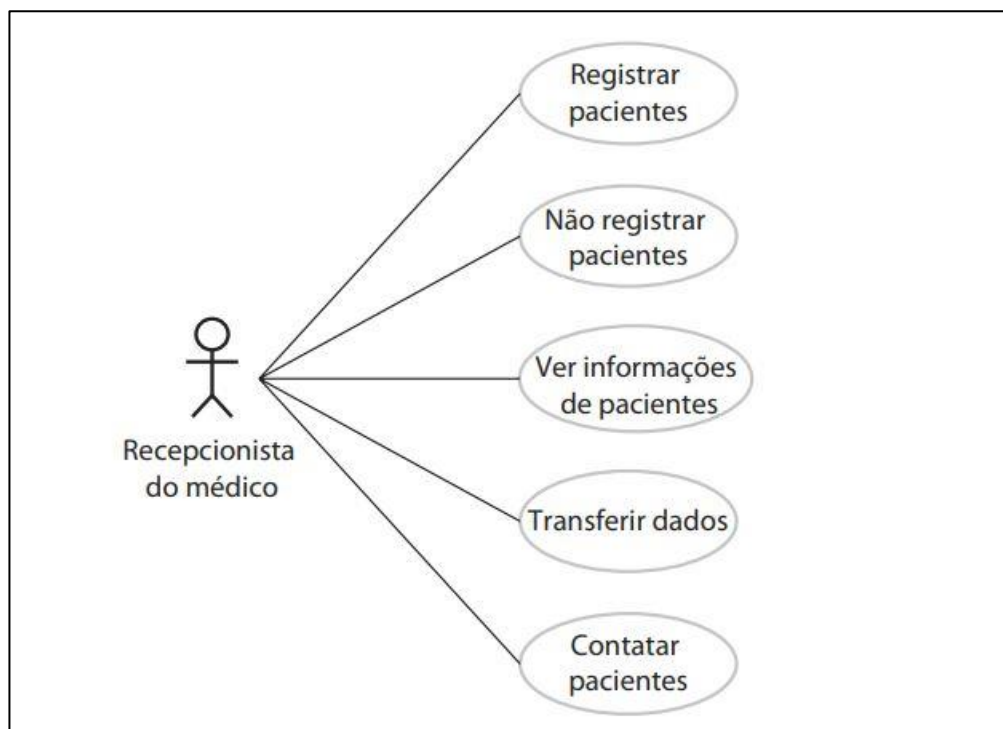 Registrar
pacientes
Não registrar
pacientes
Ver informações
de pacientes
Recepcionista
do médico
Transferir dados
Contatar
pacientes